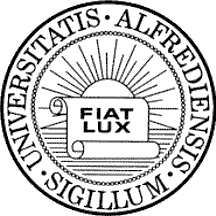 · UNIVERSITATIS · ALFREDIENSIS · SIGILLUM
FIAT
LUX